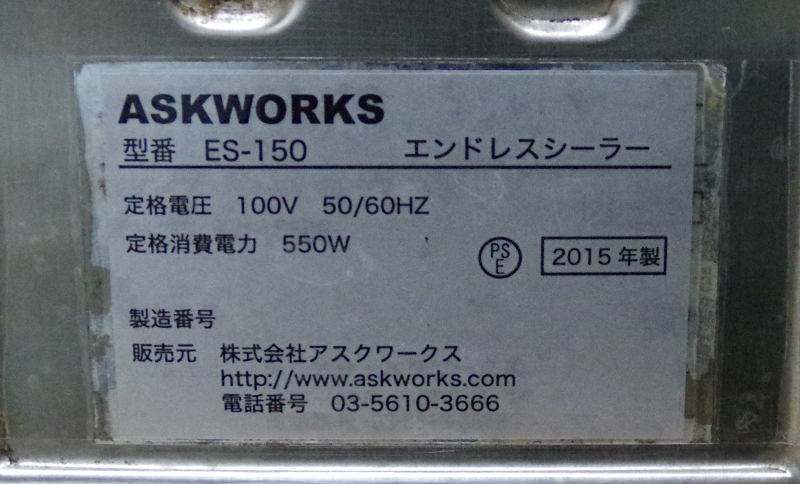 ASKWORKS
型番 ES-150 エンドレスシーラー
定格電圧 100V 50/60HZ
定格消費電力 550W
PS
E
2015年製
製造番号
販売元 株式会社アスクワークス
http://www.askworks.com
電話番号 03-5610-3666